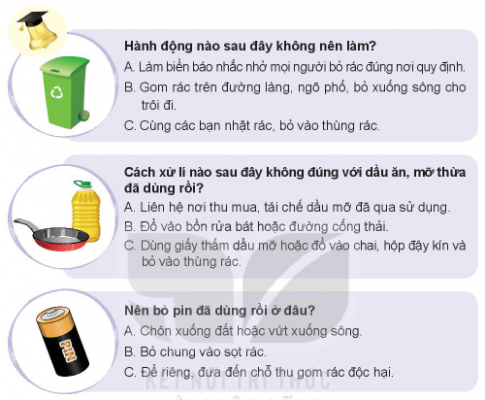 Hành động nào sau đây không nên làm?
A. Làm biển báo nhắc nhở mọi người bỏ rác đúng nơi quy định.
B. Gom rác trên đường làng, ngõ phố, bỏ xuống sông cho
trôi đi.
C. Cùng các bạn nhặt rác, bỏ vào thùng rác.
Cách xử lí nào sau đây không đúng với dầu ăn, mỡ thừa
đã dùng rồi?
A. Liên hệ nơi thu mua, tái chế dầu mỡ đã qua sử dụng.
B. Đổ vào bồn rửa bát hoặc đường cống thải.
C. Dùng giấy thấm dầu mỡ hoặc đổ vào chai, hộp đậy kín và
bỏ vào thùng rác.
Nên bỏ pin đã dùng rồi ở đâu?
A. Chôn xuống đất hoặc vứt xuống sông.
B. Bỏ chung vào sọt rác.
C. Để riêng, đưa đến chỗ thu gom rác độc hại.
PIN
KẾT NỐI TRI THỨC